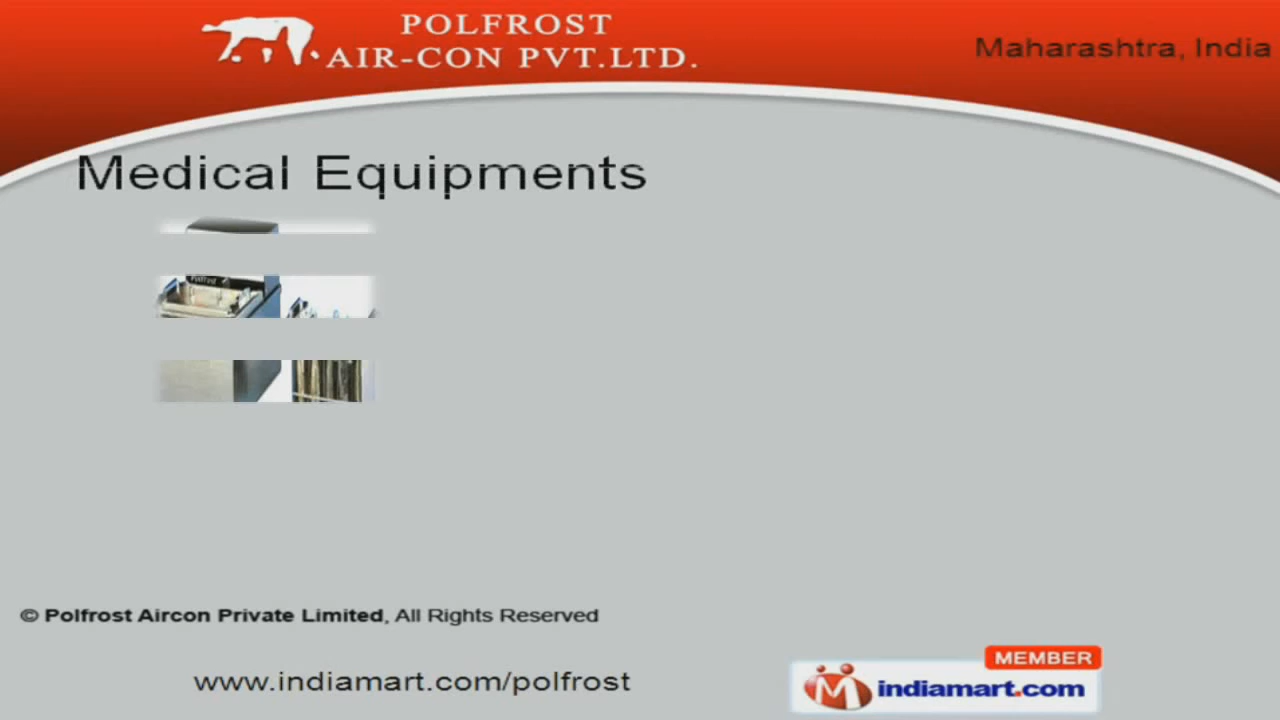 POLFROST
AIR-CON PVT.LTD.
Maharashtra, India
Medical Equipments
Polfrost
© Polfrost Aircon Private Limited, All Rights Reserved
www.indiamart.com/polfrost
MEMBER
indiamart.com